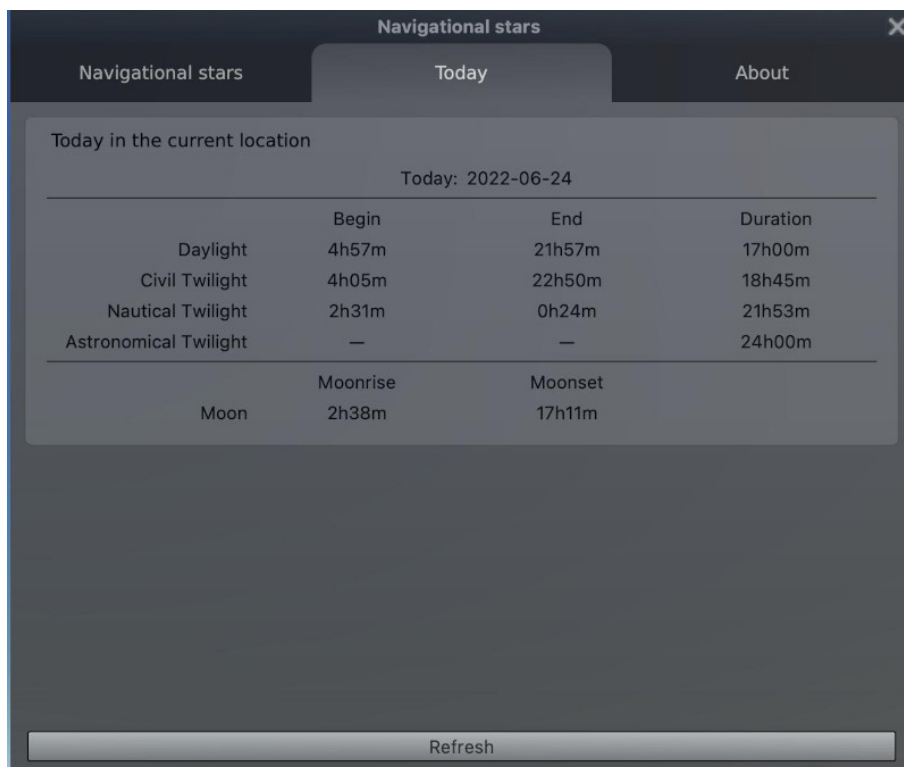 Navigational stars
Navigational stars Today About
Today in the current location
Today: 2022-06-24
Begin End Duration
Daylight 4h57m 21h57m 17h00m
Civil Twilight 4h05m 22h50m 18h45m
Nautical Twilight 2h31m 0h24m 21h53m
Astronomical Twilight — — 24h00m
Moonrise Moonset
Moon 2h38m 17h11m
Refresh